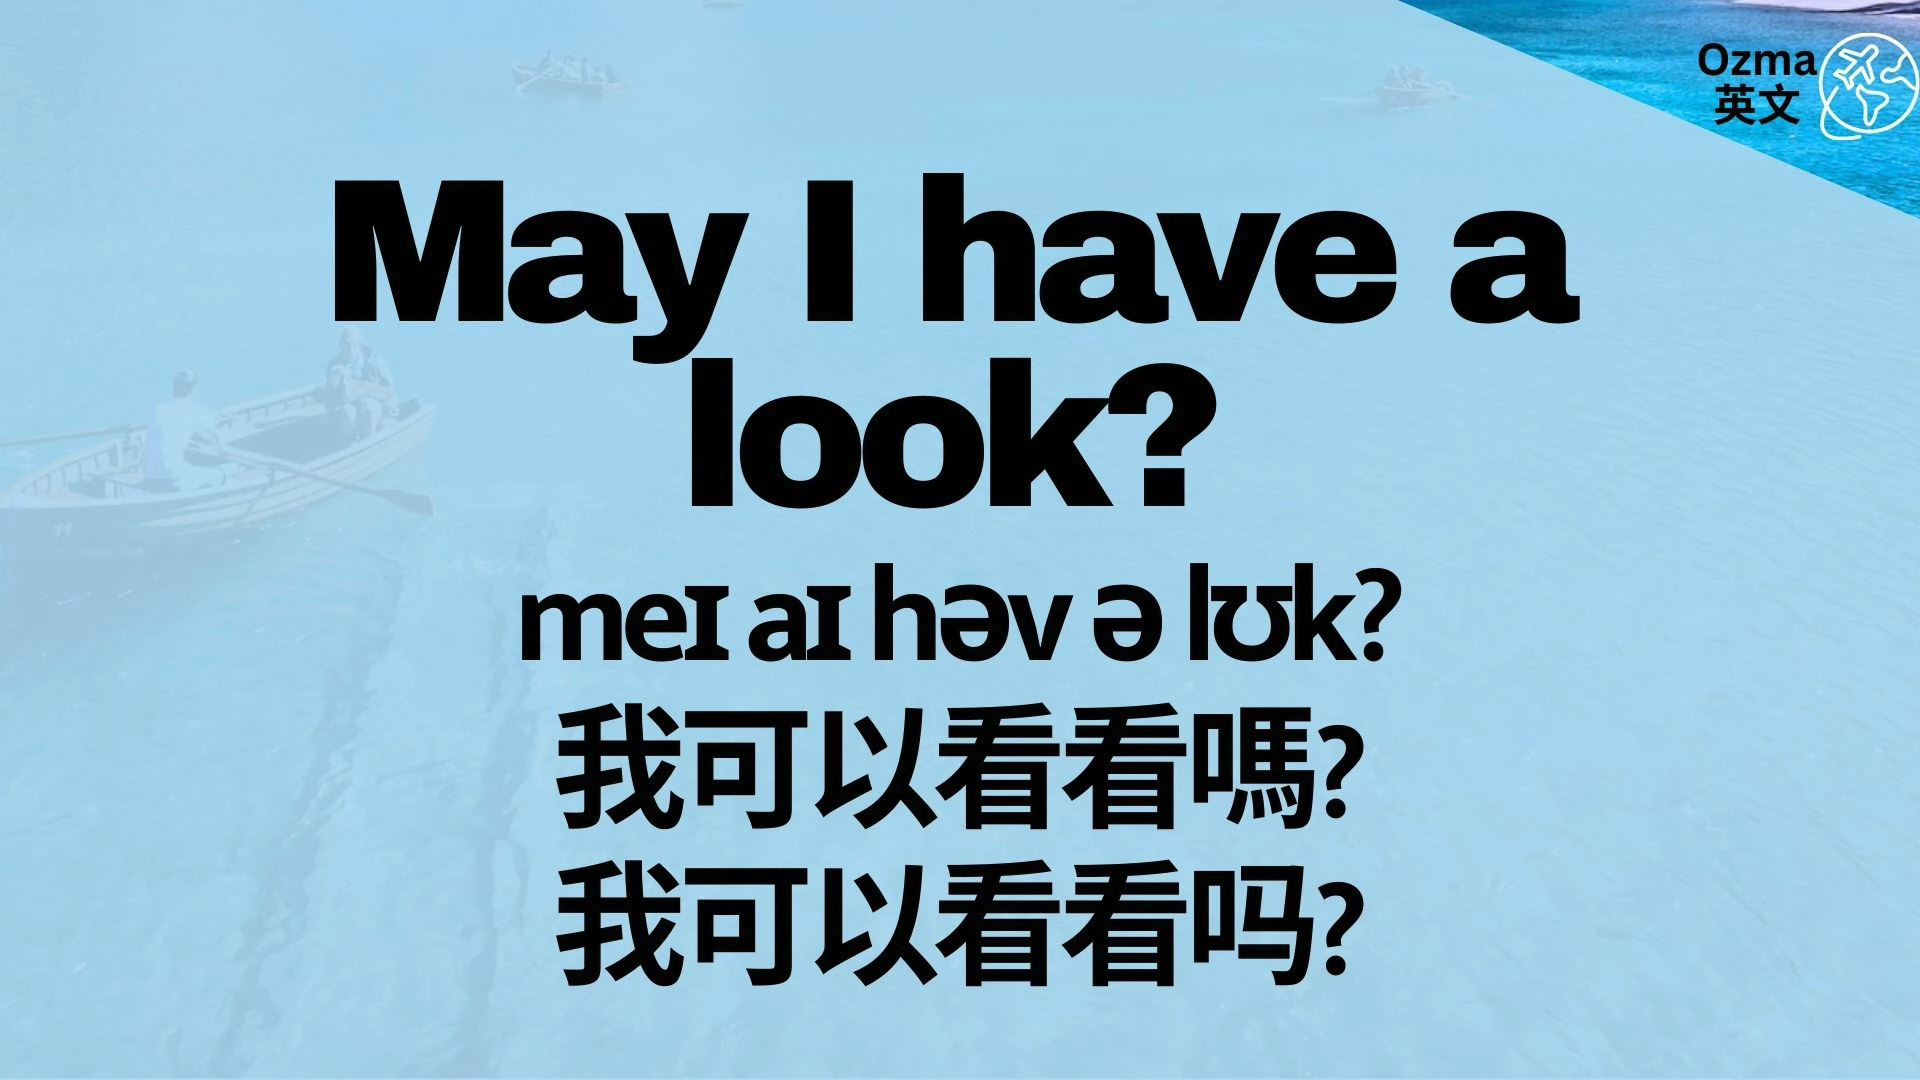 Ozma
英文
May I have a
look?
meɪ aɪ həv ə lʊk?
我可以看看嗎?
我可以看看吗?